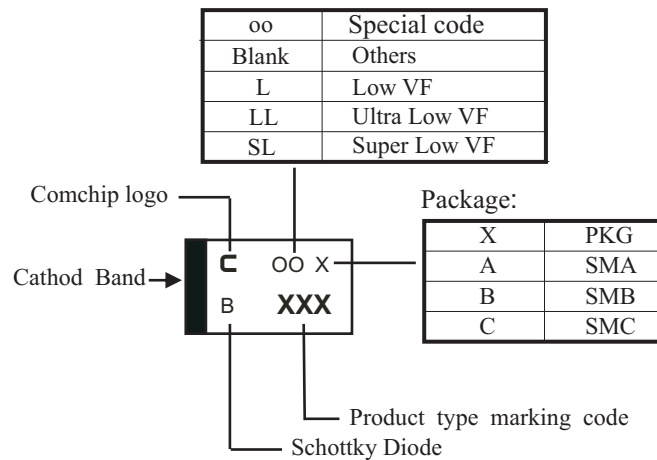 oo Special code
Blank Others
L Low VF
LL Ultra Low VF
SL Super Low VF
Comchip logo
Package:
X PKG
A SMA
B SMB
C SMC
Cathod Band
C OO X
B XXX
Product type marking code
Schottky Diode